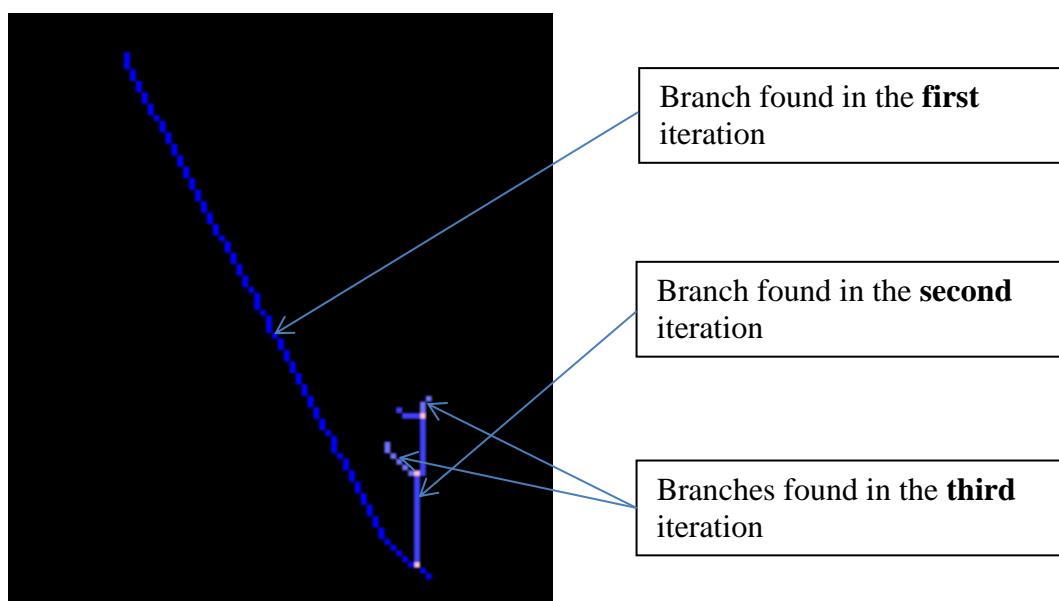 Branch found in the first
iteration
Branch found in the second
iteration
Branches found in the third
iteration